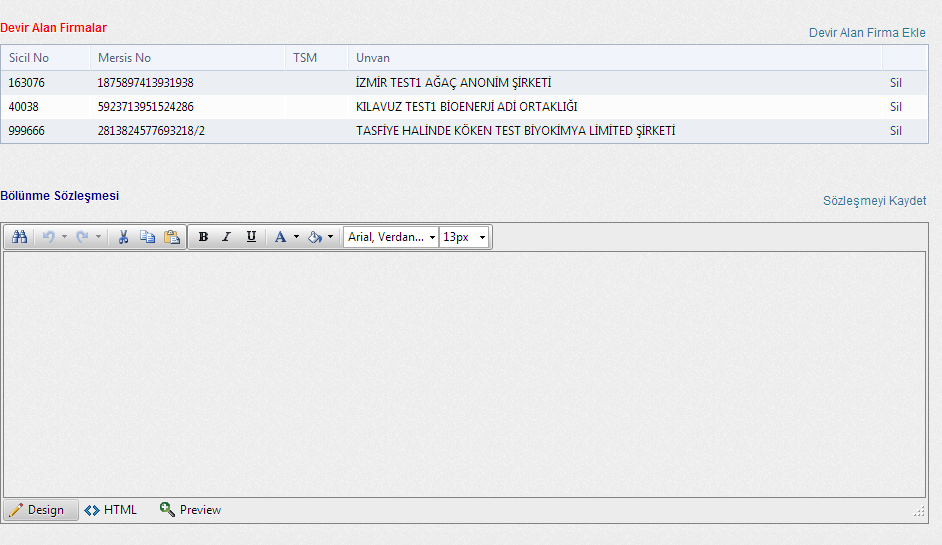 Devir Alan Firmalar
Devir Alan Firma Ekle
Sicil No Mersis No TSM Unvan
163076 1875897413931938 İZMİR TEST1 AĞAÇ ANONİM ŞİRKETİ Sil
40038 5923713951524286 KILAVUZ TEST1 BİOENERJİ ADİ ORTAKLIĞI Sil
999666 2813824577693218/2 TASFİYE HALİNDE KÖKEN TEST BİYOKİMYA LİMİTED ŞİRKETİ Sil
Bölünme Sözleşmesi
Sözleşmeyi Kaydet
B I U A Arial, Verdan... 13px
Design HTML Preview